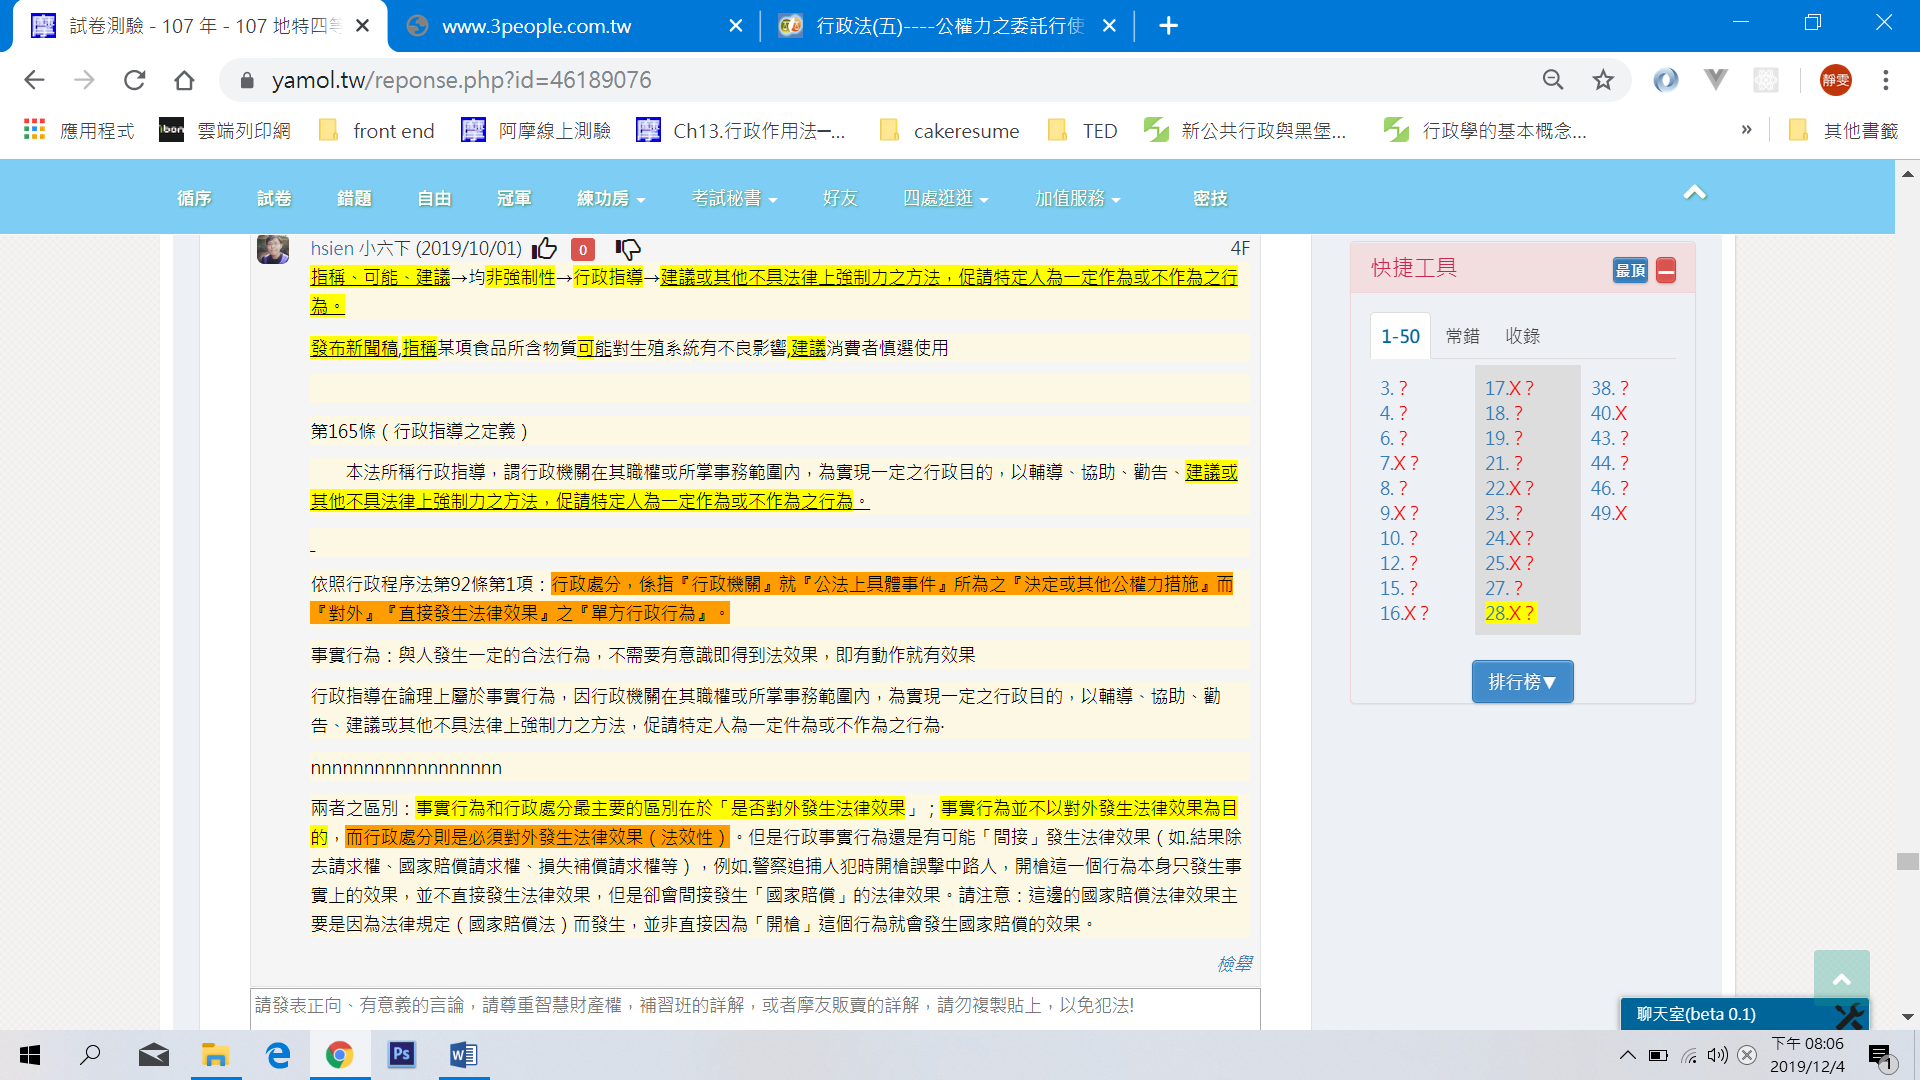 試卷測驗 - 107 年 - 107 地特四等
www.3people.com.tw
行政法(五)----公權力之委託行使
yamol.tw/reponse.php?id=46189076
靜雯
應用程式
ibon
雲端列印網
front end
摩
阿摩線上測驗
摩
Ch13.行政作用法一...
cakeresume
TED
新公共行政與黑堡...
行政學的基本概念...
»
其他書籤
循序
試卷
錯題
自由
冠軍
練功房
考試秘書
好友
四處逛逛
加值服務
密技
hsien 小六下 (2019/10/01)
0
4F
指稱、可能、建議→均非強制性→行政指導→建議或其他不具法律上強制力之方法，促請特定人為一定作為或不作為之行
為。
發布新聞稿,指稱某項食品所含物質可能對生殖系統有不良影響,建議消費者慎選使用
第165條（行政指導之定義）
本法所稱行政指導，謂行政機關在其職權或所掌事務範圍內，為實現一定之行政目的，以輔導、協助、勸告、建議或
其他不具法律上強制力之方法，促請特定人為一定作為或不作為之行為。
依照行政程序法第92條第1項：行政處分，係指『行政機關』就『公法上具體事件』所為之『決定或其他公權力措施』而
『對外』『直接發生法律效果』之『單方行政行為』。
事實行為：與人發生一定的合法行為，不需要有意識即得到法效果，即有動作就有效果
行政指導在論理上屬於事實行為，因行政機關在其職權或所掌事務範圍內，為實現一定之行政目的，以輔導、協助、勸
告、建議或其他不具法律上強制力之方法，促請特定人為一定件為或不作為之行為·
nnnnnnnnnnnnnnnnnn
兩者之區別：事實行為和行政處分最主要的區別在於「是否對外發生法律效果」；事實行為並不以對外發生法律效果為目
的，而行政處分則是必須對外發生法律效果（法效性）。但是行政事實行為還是有可能「間接」發生法律效果（如.結果除
去請求權、國家賠償請求權、損失補償請求權等），例如.警察追捕人犯時開槍誤擊中路人，開槍這一個行為本身只發生事
實上的效果，並不直接發生法律效果，但是卻會間接發生「國家賠償」的法律效果。請注意：這邊的國家賠償法律效果主
要是因為法律規定（國家賠償法）而發生，並非直接因為「開槍」這個行為就會發生國家賠償的效果。
檢舉
請發表正向、有意義的言論，請尊重智慧財產權，補習班的詳解，或者摩友販賣的詳解，請勿複製貼上，以免犯法!
快捷工具
最頂
1-50
常錯
收錄
3. ?
4. ?
6. ?
7.X ?
8. ?
9.X ?
10. ?
12. ?
15. ?
16.X ?
17.X ?
18. ?
19. ?
21. ?
22.X ?
23. ?
24.X ?
25.X ?
27. ?
28.X ?
38. ?
40.X
43. ?
44. ?
46. ?
49.X
排行榜▼
聊天室(beta 0.1)
Ps
下午 08:06
2019/12/4
1